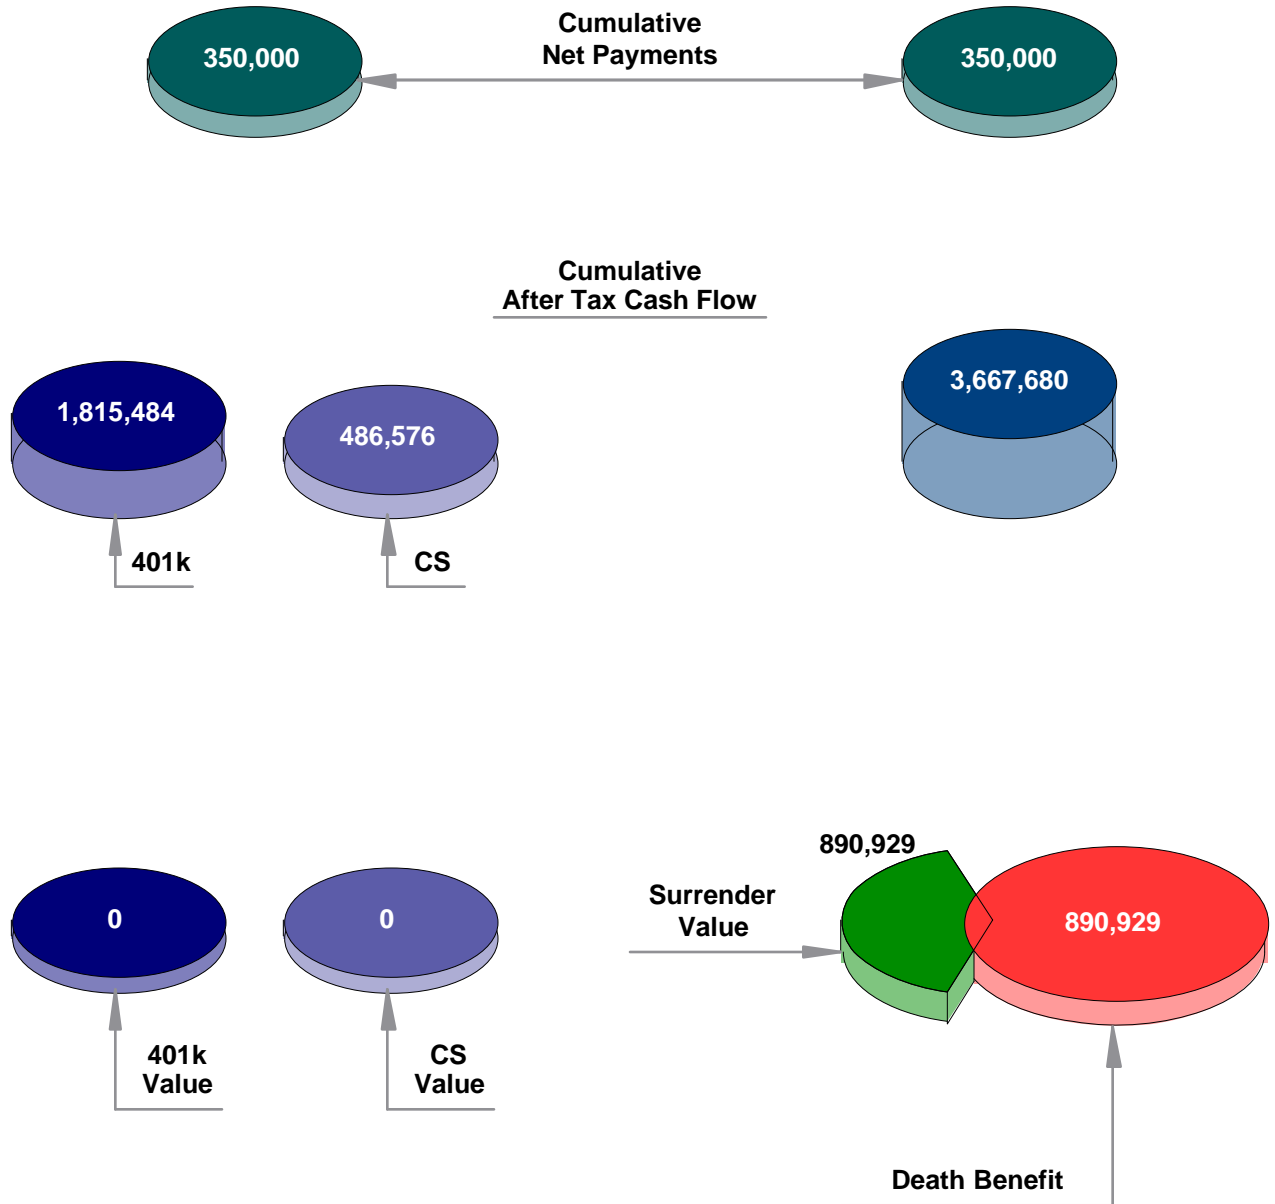 Cumulative
Net Payments
350,000
350,000
Cumulative
After Tax Cash Flow
1,815,484
486,576
3,667,680
401k
CS
890,929
Surrender
Value
0
0
890,929
401k
Value
CS
Value
Death Benefit